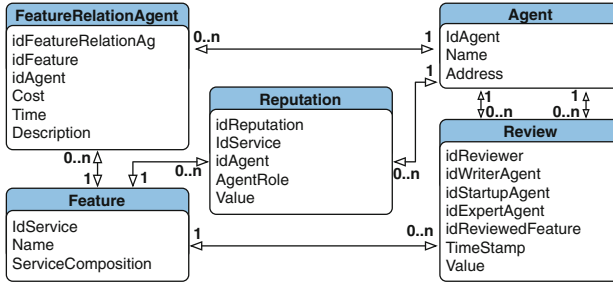 FeatureRelationAgent
idFeatureRelationAg
idFeature
idAgent
Cost
Time
Description
0..n
1
Agent
IdAgent
Name
Address
1
1
1
0..n
0..n
Reputation
idReputation
IdService
idAgent
AgentRole
Value
0..n
0..n
Review
idReviewer
idWriterAgent
idStartupAgent
idExpertAgent
idReviewedFeature
TimeStamp
Value
0..n
1
1
Feature
IdService
Name
ServiceComposition
1
0..n